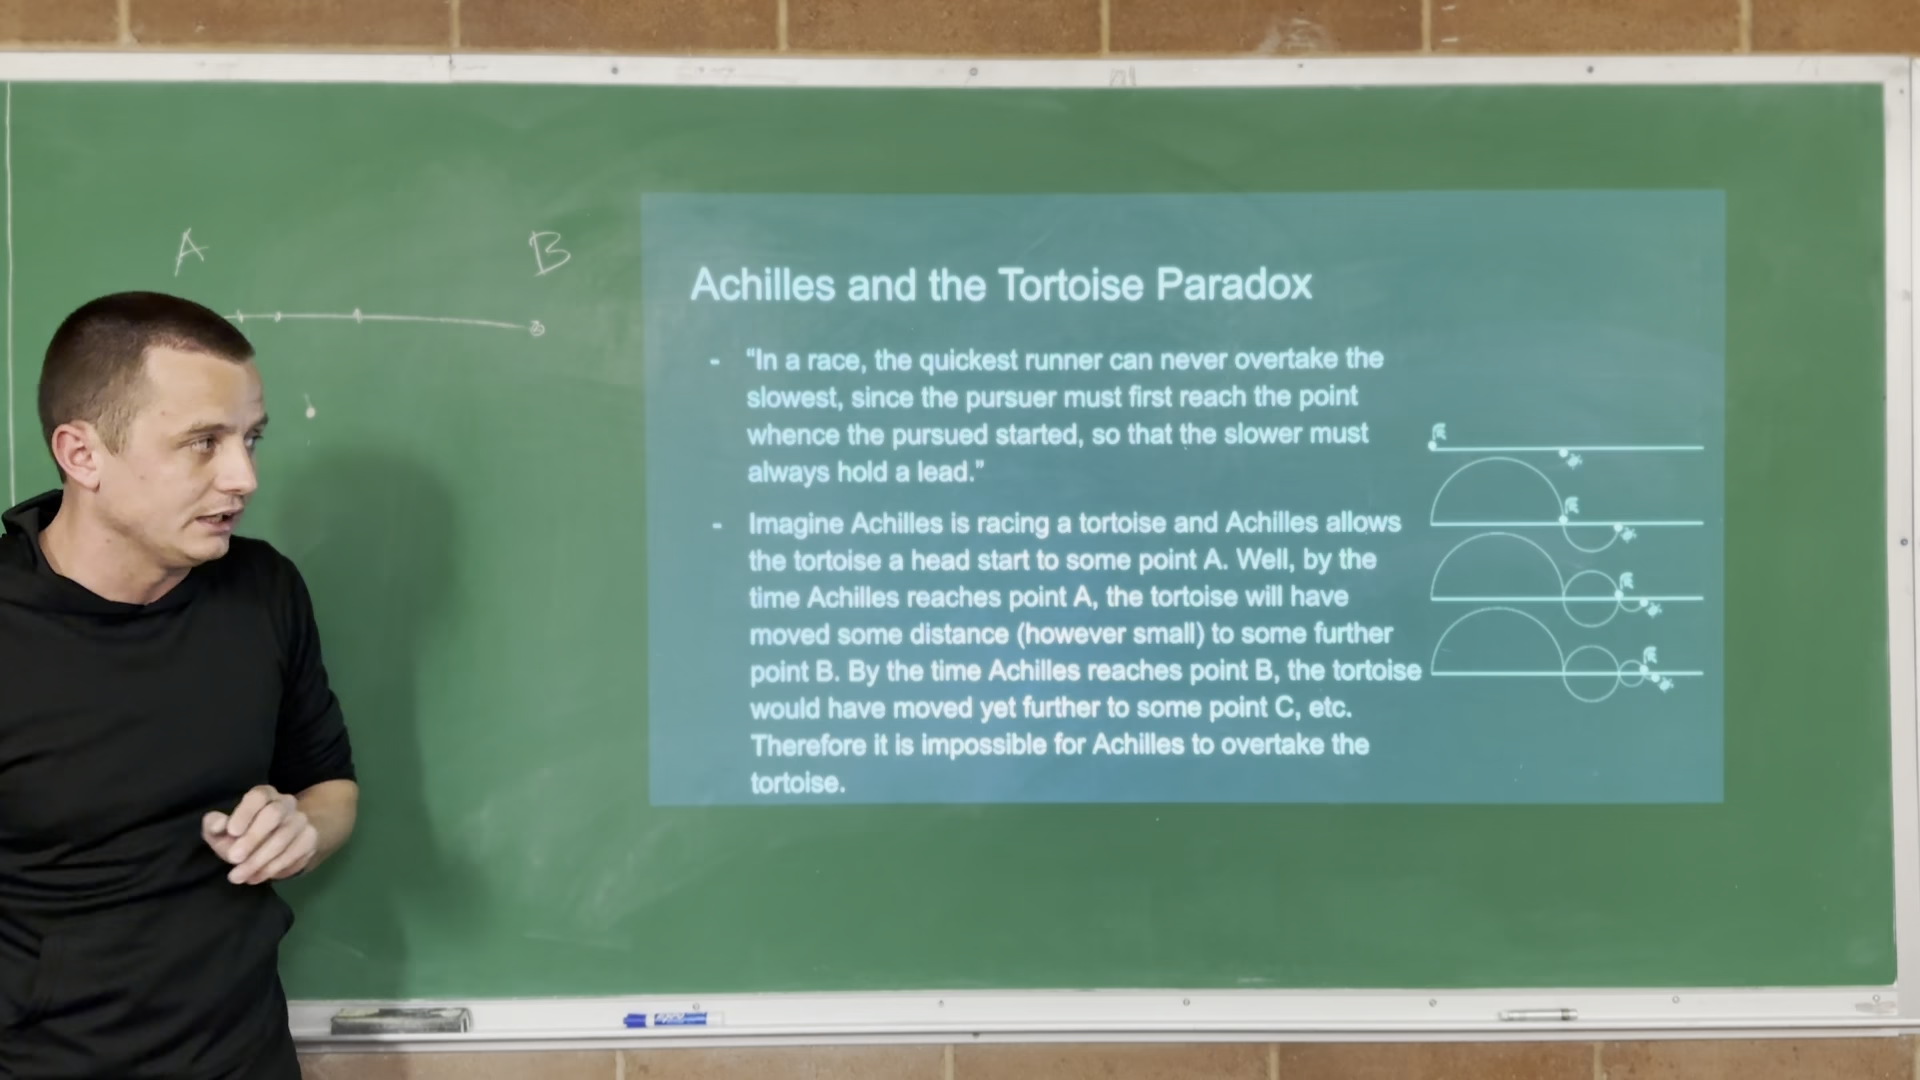 A
B
Achilles and the Tortoise Paradox
- "In a race, the quickest runner can never overtake the
slowest, since the pursuer must first reach the point
whence the pursued started, so that the slower must
always hold a lead."
- Imagine Achilles is racing a tortoise and Achilles allows
the tortoise a head start to some point A. Well, by the
time Achilles reaches point A, the tortoise will have
moved some distance (however small) to some further
point B. By the time Achilles reaches point B, the tortoise
would have moved yet further to some point C, etc.
Therefore it is impossible for Achilles to overtake the
tortoise.